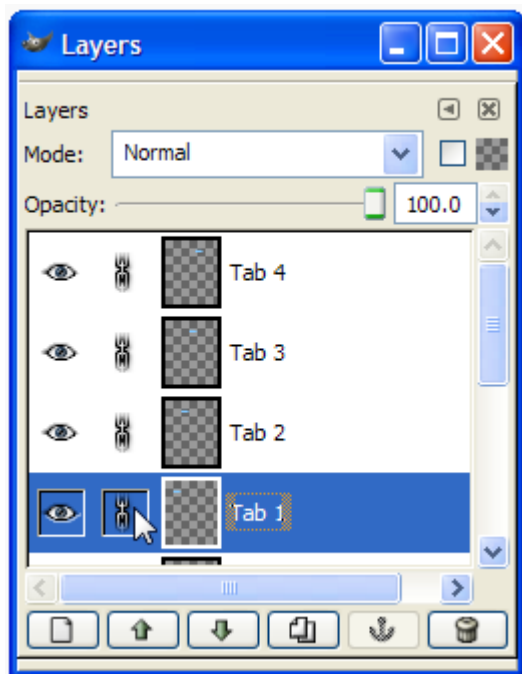 Layers
Layers
Mode: Normal
Opacity: 100.0
Tab 4
Tab 3
Tab 2
Tab 1